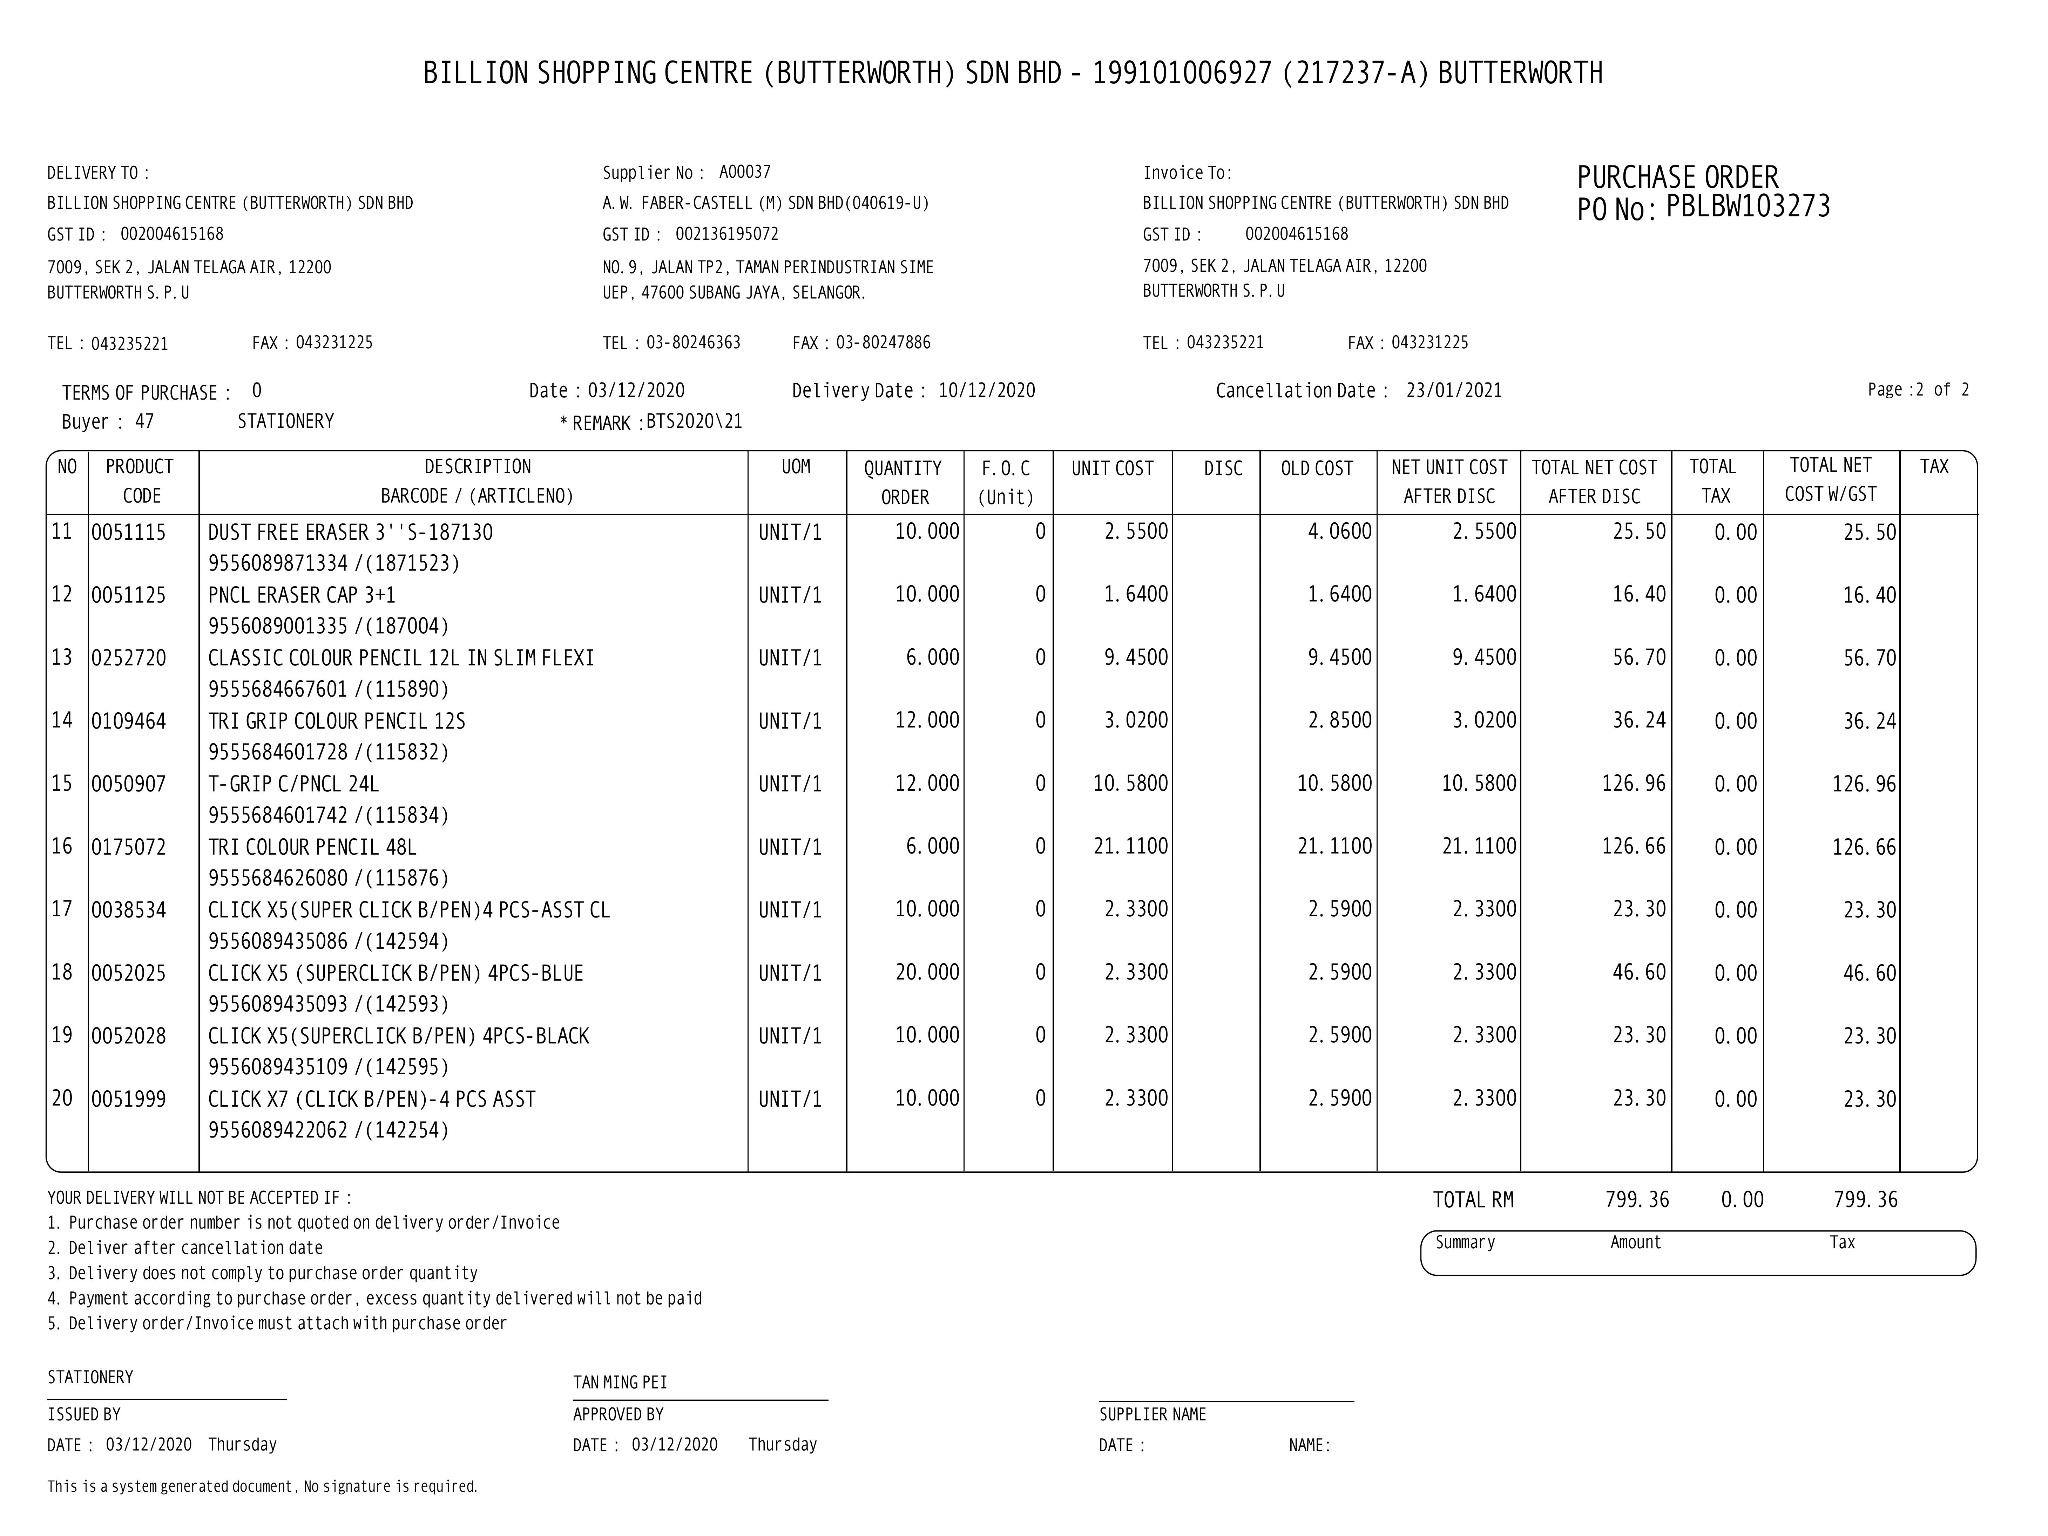 BILLION SHOPPING CENTRE (BUTTERWORTH) SDN BHD - 199101006927 (217237-A) BUTTERWORTH
DELIVERY TO :
BILLION SHOPPING CENTRE (BUTTERWORTH) SDN BHD
GST ID : 002004615168
7009, SEK 2, JALAN TELAGA AIR, 12200
BUTTERWORTH S.P.U
TEL : 043235221 FAX : 043231225
Supplier No : A00037
A.W. FABER-CASTELL (M) SDN BHD(040619-U)
GST ID : 002136195072
NO.9, JALAN TP2, TAMAN PERINDUSTRIAN SIME
UEP, 47600 SUBANG JAYA, SELANGOR.
TEL : 03-80246363 FAX : 03-80247886
Invoice To:
BILLION SHOPPING CENTRE (BUTTERWORTH) SDN BHD
GST ID : 002004615168
7009, SEK 2, JALAN TELAGA AIR, 12200
BUTTERWORTH S.P.U
TEL : 043235221 FAX : 043231225
PURCHASE ORDER
PO No: PBLBW103273
TERMS OF PURCHASE : 0 Date : 03/12/2020 Delivery Date : 10/12/2020 Cancellation Date : 23/01/2021 Page :2 of 2
Buyer : 47 STATIONERY * REMARK :BTS2020\21
NO PRODUCT DESCRIPTION UOM QUANTITY F.O.C UNIT COST DISC OLD COST NET UNIT COST TOTAL NET COST TOTAL TOTAL NET TAX
CODE BARCODE / (ARTICLENO) ORDER (Unit) AFTER DISC AFTER DISC TAX COST W/GST
11 0051115 DUST FREE ERASER 3''S-187130 UNIT/1 10.000 0 2.5500 4.0600 2.5500 25.50 0.00 25.50
9556089871334 /(1871523)
12 0051125 PNCL ERASER CAP 3+1 UNIT/1 10.000 0 1.6400 1.6400 1.6400 16.40 0.00 16.40
9556089001335 /(187004)
13 0252720 CLASSIC COLOUR PENCIL 12L IN SLIM FLEXI UNIT/1 6.000 0 9.4500 9.4500 9.4500 56.70 0.00 56.70
9555684667601 /(115890)
14 0109464 TRI GRIP COLOUR PENCIL 12S UNIT/1 12.000 0 3.0200 2.8500 3.0200 36.24 0.00 36.24
9555684601728 /(115832)
15 0050907 T-GRIP C/PNCL 24L UNIT/1 12.000 0 10.5800 10.5800 10.5800 126.96 0.00 126.96
9555684601742 /(115834)
16 0175072 TRI COLOUR PENCIL 48L UNIT/1 6.000 0 21.1100 21.1100 21.1100 126.66 0.00 126.66
9555684626080 /(115876)
17 0038534 CLICK X5(SUPER CLICK B/PEN)4 PCS-ASST CL UNIT/1 10.000 0 2.3300 2.5900 2.3300 23.30 0.00 23.30
9556089435086 /(142594)
18 0052025 CLICK X5 (SUPERCLICK B/PEN) 4PCS-BLUE UNIT/1 20.000 0 2.3300 2.5900 2.3300 46.60 0.00 46.60
9556089435093 /(142593)
19 0052028 CLICK X5(SUPERCLICK B/PEN) 4PCS-BLACK UNIT/1 10.000 0 2.3300 2.5900 2.3300 23.30 0.00 23.30
9556089435109 /(142595)
20 0051999 CLICK X7 (CLICK B/PEN)-4 PCS ASST UNIT/1 10.000 0 2.3300 2.5900 2.3300 23.30 0.00 23.30
9556089422062 /(142254)
TOTAL RM 799.36 0.00 799.36
Summary Amount Tax
YOUR DELIVERY WILL NOT BE ACCEPTED IF :
1. Purchase order number is not quoted on delivery order/Invoice
2. Deliver after cancellation date
3. Delivery does not comply to purchase order quantity
4. Payment according to purchase order, excess quantity delivered will not be paid
5. Delivery order/Invoice must attach with purchase order
STATIONERY TAN MING PEI
ISSUED BY APPROVED BY SUPPLIER NAME
DATE : 03/12/2020 Thursday DATE : 03/12/2020 Thursday DATE : NAME:
This is a system generated document, No signature is required.